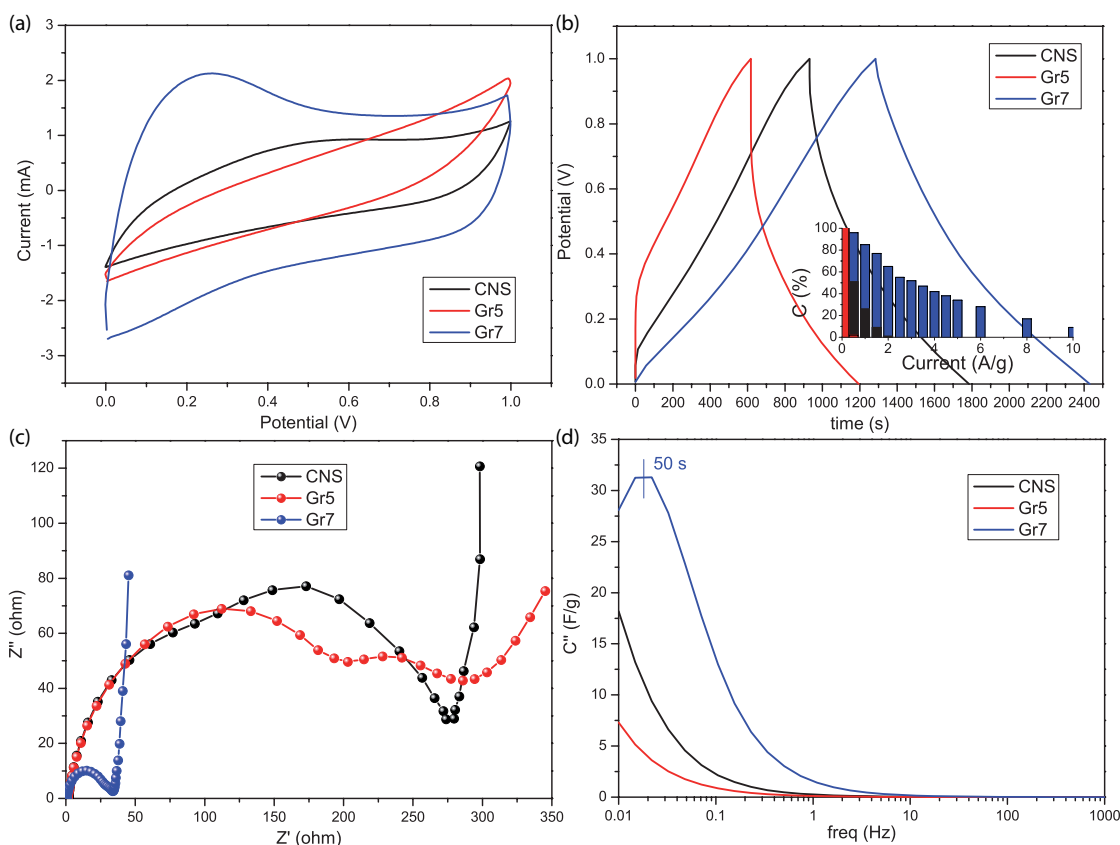 (a)
3
2
1
0
-1
-2
-3
Current (mA)
0.0 0.2 0.4 0.6 0.8 1.0
Potential (V)
CNS
Gr5
Gr7
(b)
1.0
0.8
0.6
0.4
0.2
0.0
Potential (V)
0 200 400 600 800 1000 1200 1400 1600 1800 2000 2200 2400
time (s)
CNS
Gr5
Gr7
100
80
60
40
20
0
C (%)
0 2 4 6 8 10
Current (A/g)
(c)
120
100
80
60
40
20
0
Z'' (ohm)
0 50 100 150 200 250 300 350
Z' (ohm)
CNS
Gr5
Gr7
(d)
35
30
25
20
15
10
5
0
C'' (F/g)
0.01 0.1 1 10 100 1000
freq (Hz)
50 s
CNS
Gr5
Gr7